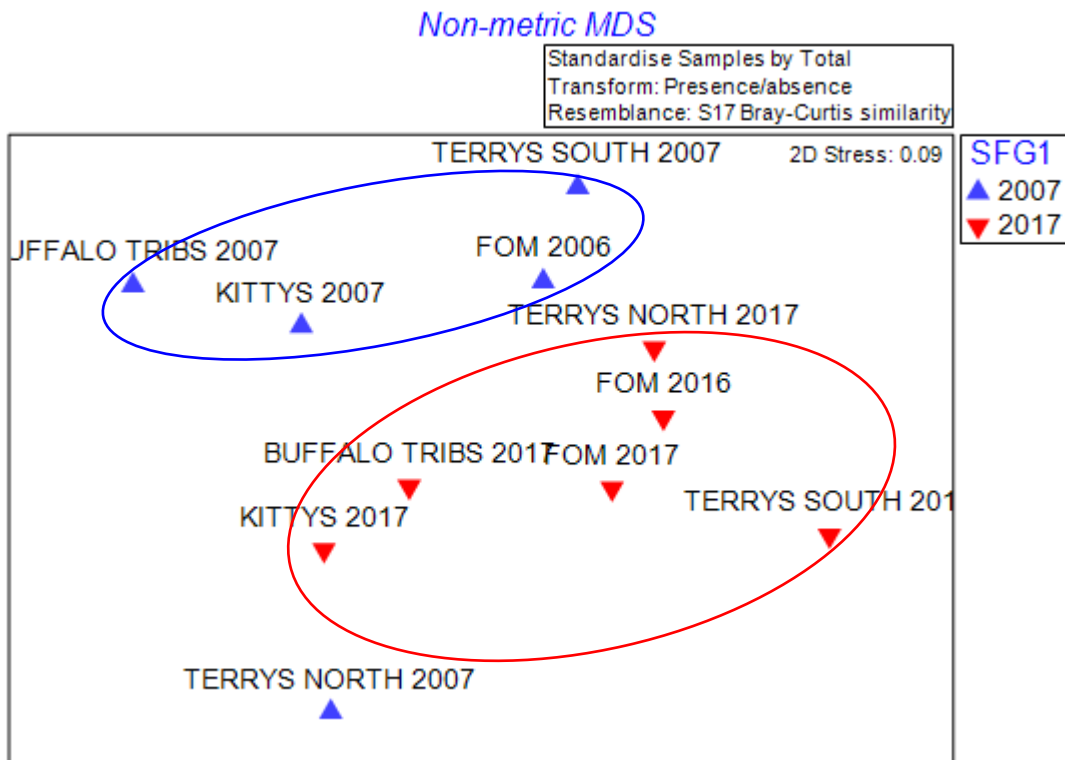 Non-metric MDS
Standardise Samples by Total
Transform: Presence/absence
Resemblance: S17 Bray-Curtis similarity
TERRYS SOUTH 2007
2D Stress: 0.09
SFG1
2007
2017
UFFALO TRIBS 2007
FOM 2006
KITTYS 2007
TERRYS NORTH 2017
FOM 2016
BUFFALO TRIBS 2017
FOM 2017
TERRYS SOUTH 201
KITTYS 2017
TERRYS NORTH 2007